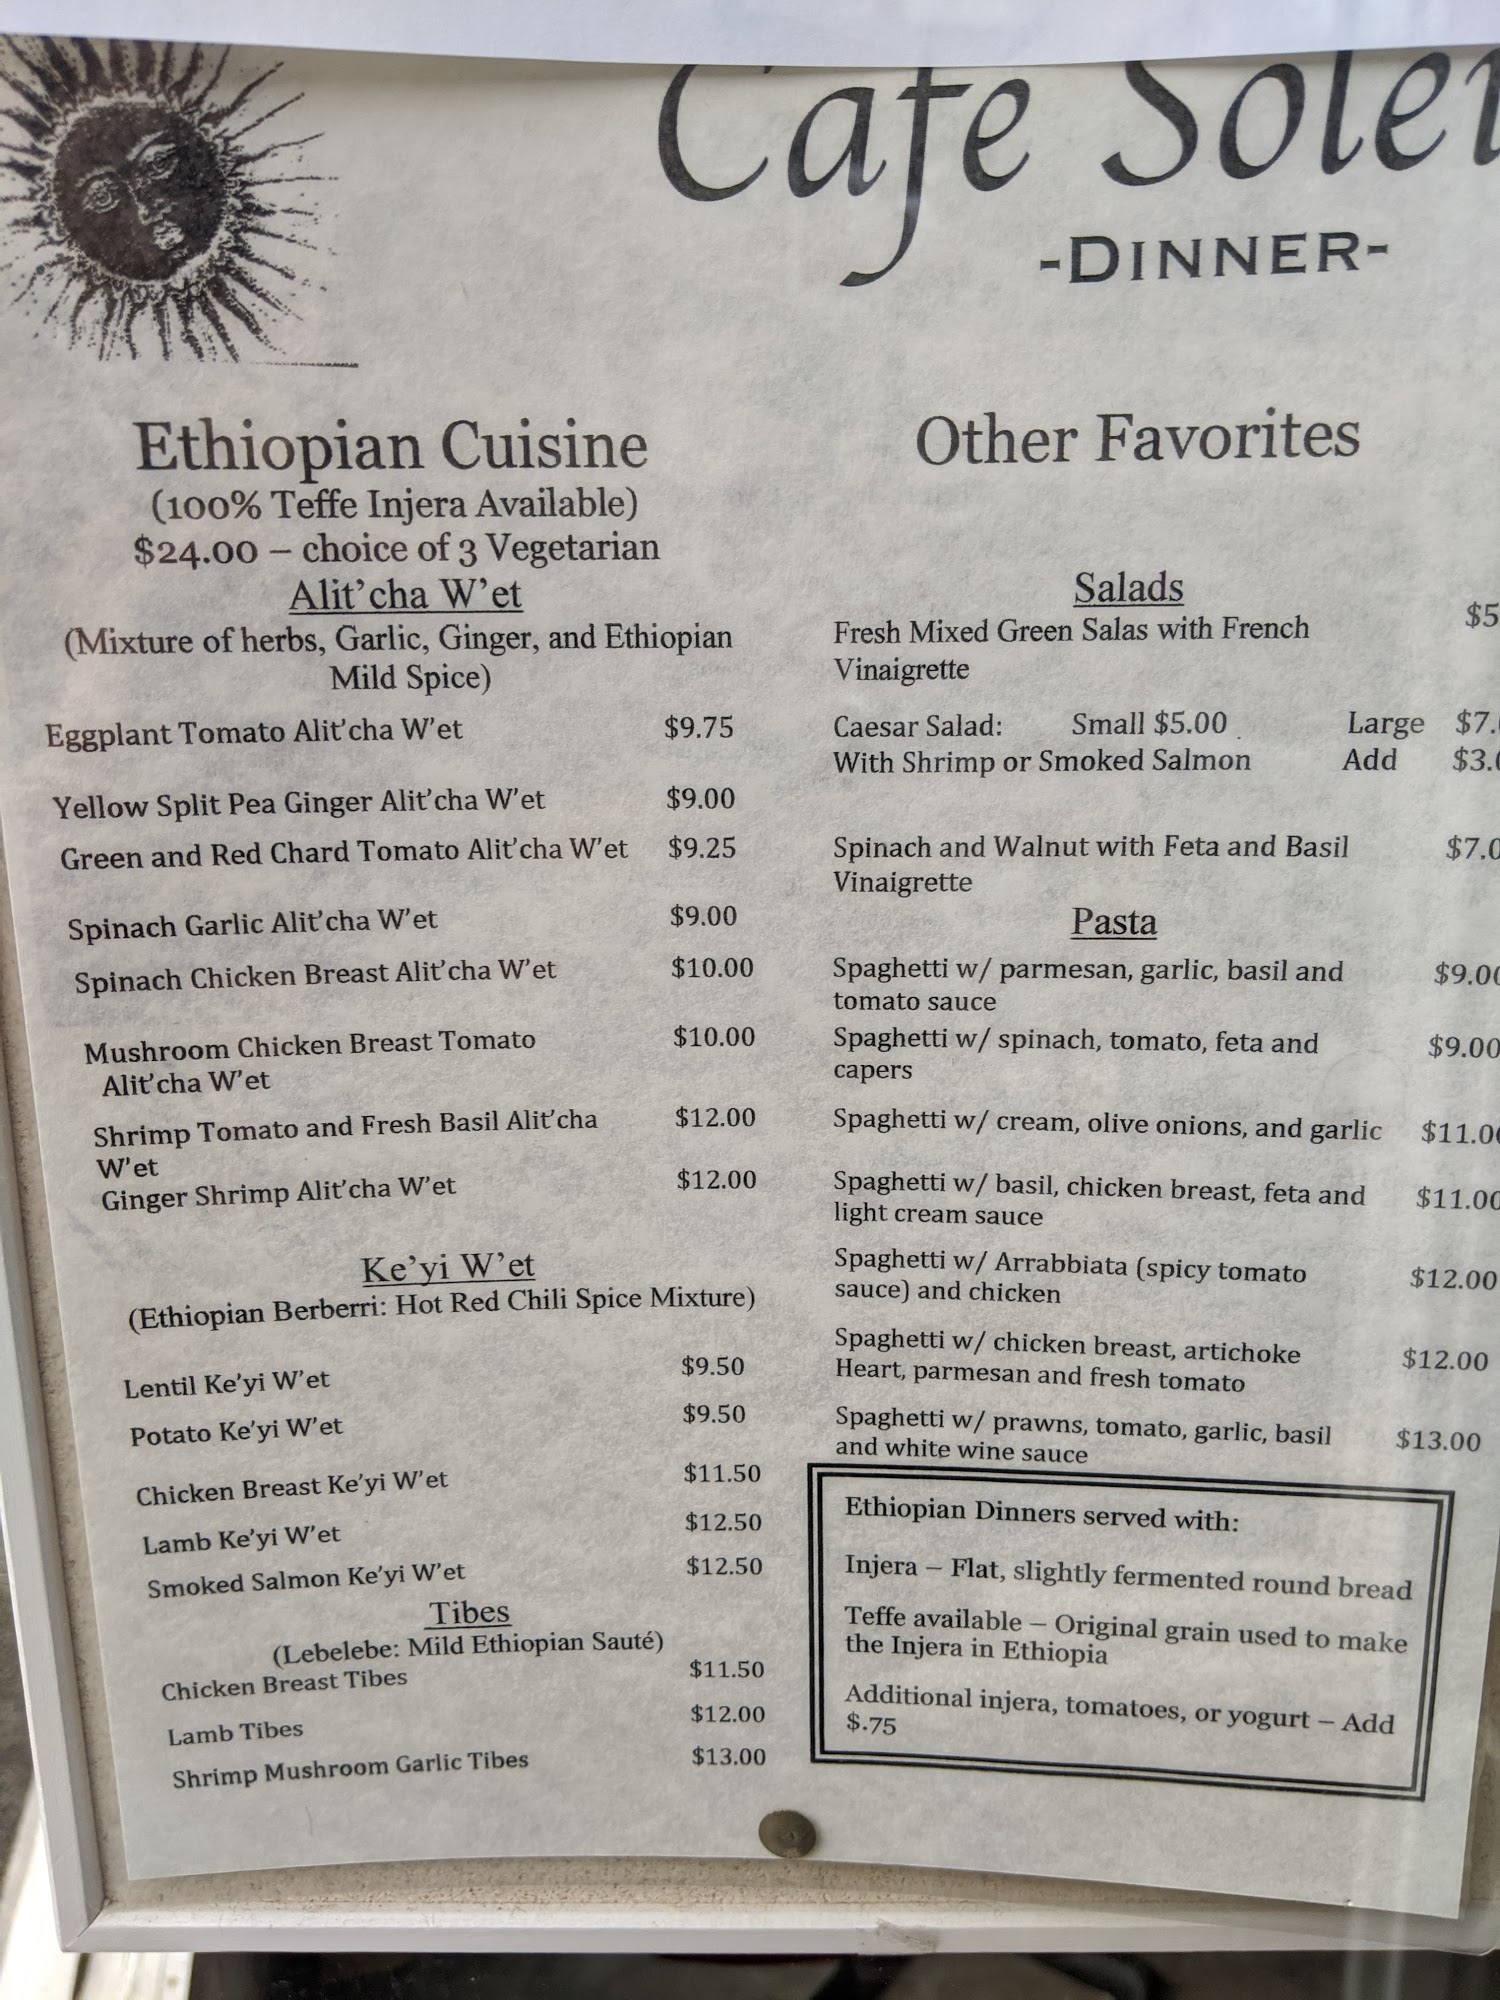 Cafe Solei
-DINNER-
Ethiopian Cuisine
(100% Teffe Injera Available)
$24.00 – choice of 3 Vegetarian
Alit'cha W'et
(Mixture of herbs, Garlic, Ginger, and Ethiopian
Mild Spice)
Eggplant Tomato Alit'cha W'et $9.75
Yellow Split Pea Ginger Alit'cha W'et $9.00
Green and Red Chard Tomato Alit'cha W'et $9.25
Spinach Garlic Alit'cha W'et $9.00
Spinach Chicken Breast Alit'cha W'et $10.00
Mushroom Chicken Breast Tomato $10.00
Alit'cha W'et
Shrimp Tomato and Fresh Basil Alit'cha $12.00
W'et
Ginger Shrimp Alit'cha W'et $12.00
Ke'yi W'et
(Ethiopian Berberri: Hot Red Chili Spice Mixture)
Lentil Ke'yi W'et $9.50
Potato Ke'yi W'et $9.50
Chicken Breast Ke'yi W'et $11.50
Lamb Ke'yi W'et $12.50
Smoked Salmon Ke'yi W'et $12.50
Tibes
(Lebelebe: Mild Ethiopian Sauté)
Chicken Breast Tibes $11.50
Lamb Tibes $12.00
Shrimp Mushroom Garlic Tibes $13.00
Other Favorites
Salads
Fresh Mixed Green Salas with French $5
Vinaigrette
Caesar Salad: Small $5.00 Large $7.
With Shrimp or Smoked Salmon Add $3.
Spinach and Walnut with Feta and Basil $7.0
Vinaigrette
Pasta
Spaghetti w/ parmesan, garlic, basil and $9.00
tomato sauce
Spaghetti w/ spinach, tomato, feta and $9.00
capers
Spaghetti w/ cream, olive onions, and garlic $11.00
Spaghetti w/ basil, chicken breast, feta and $11.00
light cream sauce
Spaghetti w/ Arrabbiata (spicy tomato $12.00
sauce) and chicken
Spaghetti w/ chicken breast, artichoke $12.00
Heart, parmesan and fresh tomato
Spaghetti w/ prawns, tomato, garlic, basil $13.00
and white wine sauce
Ethiopian Dinners served with:
Injera – Flat, slightly fermented round bread
Teffe available – Original grain used to make
the Injera in Ethiopia
Additional injera, tomatoes, or yogurt – Add
$.75